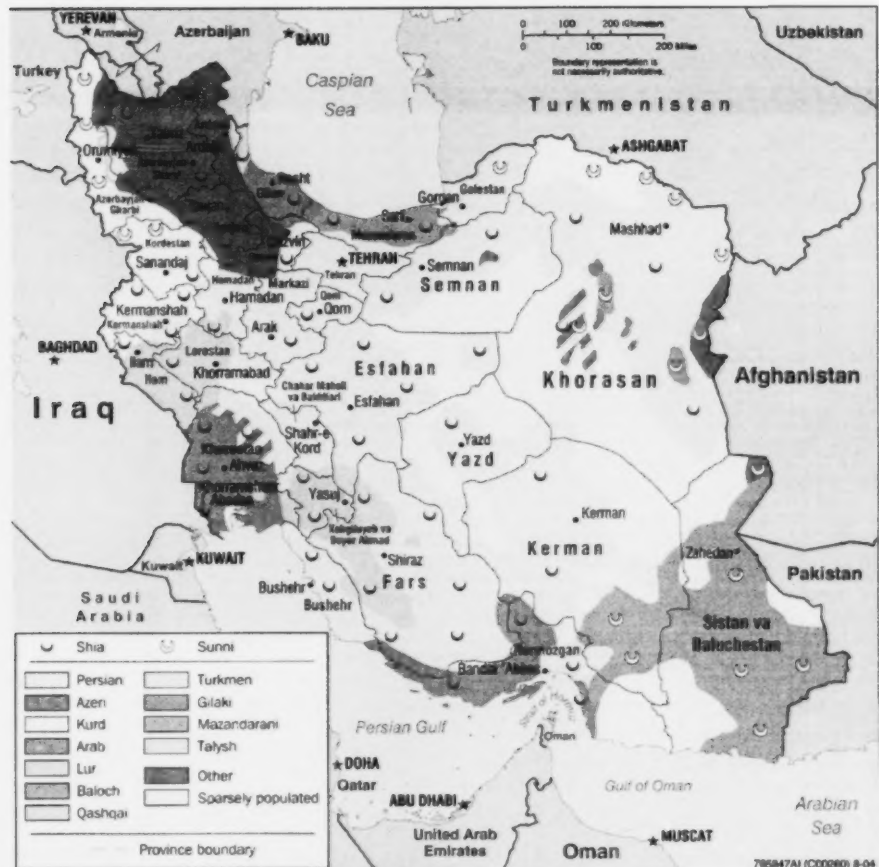 YEREVAN
Armenia
Azerbaijan
BAKU
0 100 200 Kilometers
0 100 200 Miles
Boundary representation is
not necessarily authoritative.
Uzbekistan
Turkey
Caspian
Sea
Turkmenistan
ASHGABAT
Rasht
Gilan
Sari
Gorgan
Golestan
Mashhad
Azarbayjan
Gharbi
Kordestan
Sanandaj
Qazvin
TEHRAN
Tehran
Semnan
Semnan
Hamadan
Hamadan
Markazi
Qom
Qom
Kermanshah
Kermanshah
Arak
BAGHDAD
Ilam
Ilam
Lorestan
Khorramabad
Esfahan
Khorasan
Afghanistan
Iraq
Chahar Mahall
va Bakhtiari
Esfahan
Shahr-e
Kord
Yazd
Yazd
Khuzestan
Ahvaz
Khorramshahr
Abadan
Yasuj
Kohgiluyeh va
Boyer Ahmad
Kerman
Kerman
Shiraz
Fars
Zahedan
Kuwait
KUWAIT
Pakistan
Saudi
Arabia
Bushehr
Bushehr
Sistan va
Baluchestan
Hormozgan
Bandar Abbas
Strait of Hormuz
Oman
Persian Gulf
DOHA
Qatar
ABU DHABI
United Arab
Emirates
Gulf of Oman
Oman
MUSCAT
Arabian
Sea
Shia
Sunni
Persian
Azeri
Kurd
Arab
Lur
Baloch
Qashqai
Turkmen
Gilaki
Mazandarani
Talysh
Other
Sparsely populated
Province boundary